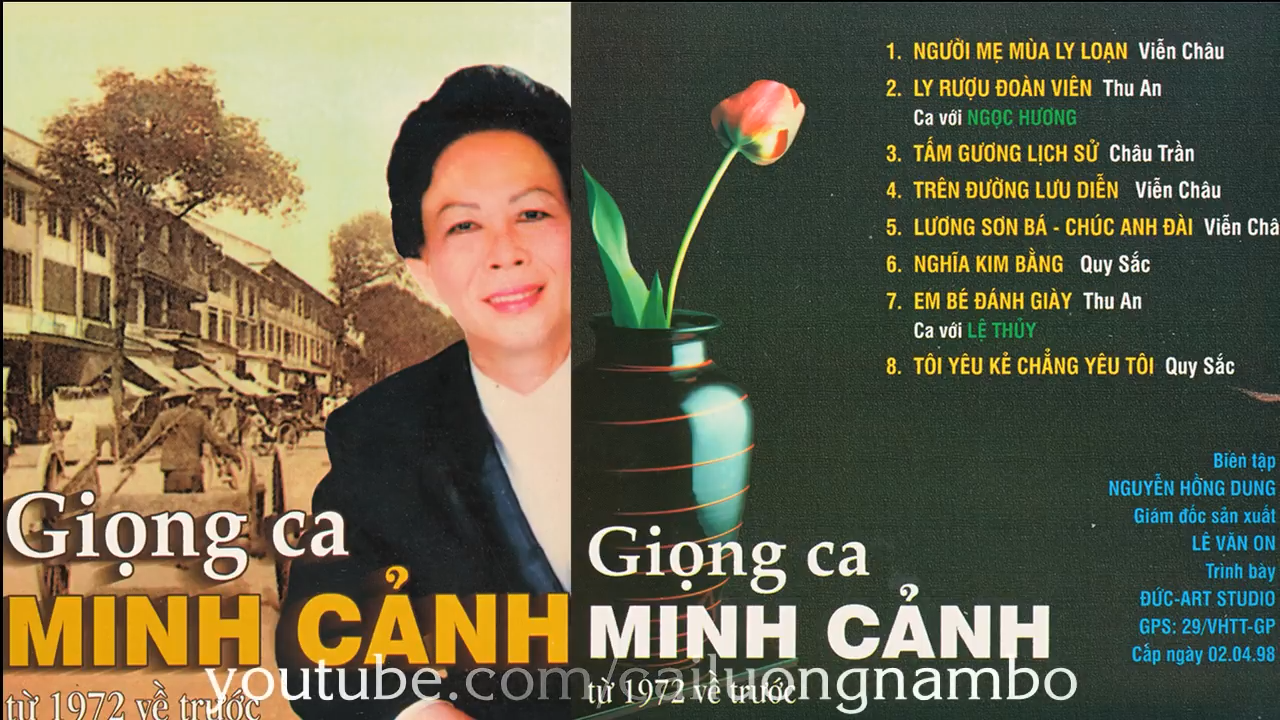 Giọng ca
MINH CẢNH
từ 1972 về trước
1. NGƯỜI MẸ MÙA LY LOẠN Viễn Châu
2. LY RƯỢU ĐOÀN VIÊN Thu An
Ca với NGỌC HƯƠNG
3. TẤM GƯƠNG LỊCH SỬ Châu Trần
4. TRÊN ĐƯỜNG LƯU DIỄN Viễn Châu
5. LƯƠNG SƠN BÁ - CHÚC ANH ĐÀI Viễn Châ
6. NGHĨA KIM BẰNG Quy Sắc
7. EM BÉ ĐÁNH GIÀY Thu An
Ca với LỆ THỦY
8. TÔI YÊU KẺ CHẲNG YÊU TÔI Quy Sắc
Biên tập
NGUYỄN HỒNG DUNG
Giám đốc sản xuất
LÊ VĂN ON
Trình bày
ĐỨC-ART STUDIO
GPS: 29/VHTT-GP
Cấp ngày 02.04.98
Giọng ca
MINH CẢNH
từ 1972 về trước
youtube.com/cailuongnambo